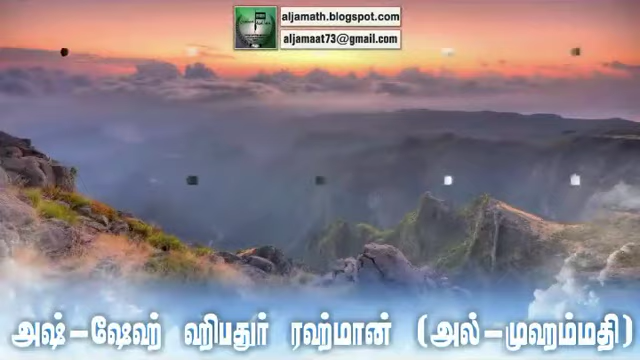 aljamath.blogspot.com
aljamaat73@gmail.com
அஷ்-ஷேஹ் ஹிபதுர் ரஹ்மான் (அல்-முஹம்மதி)